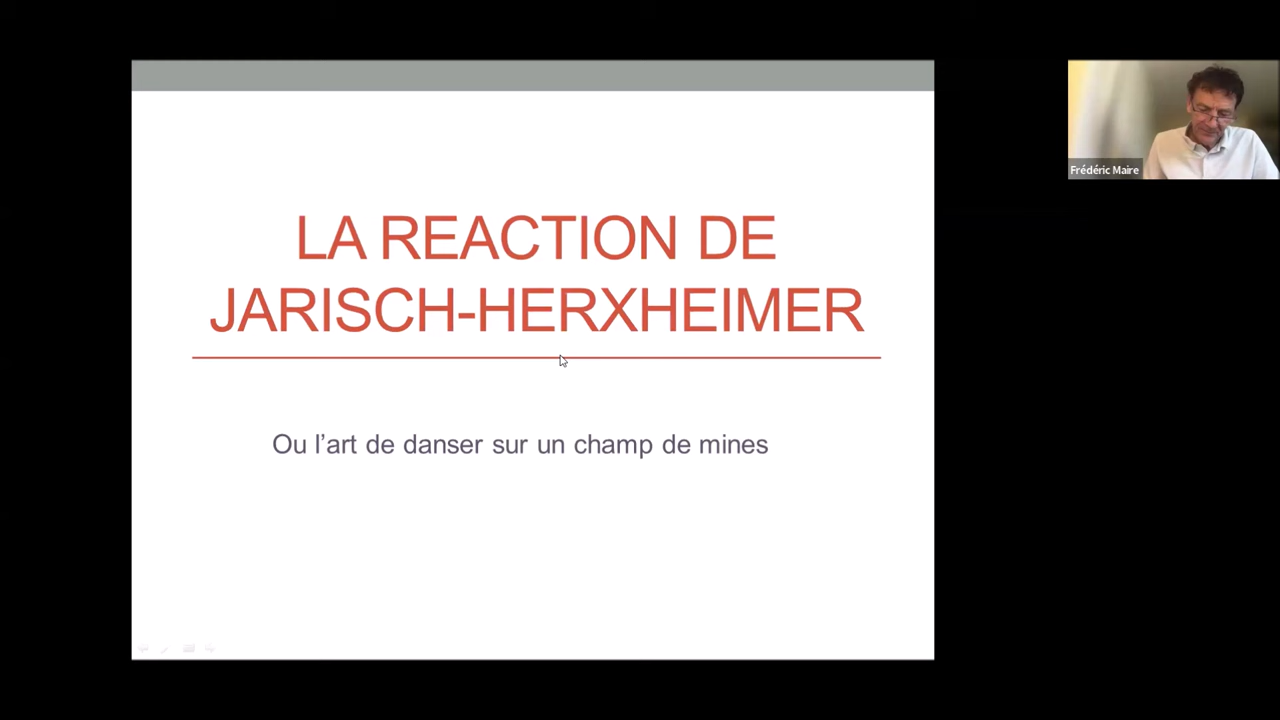 LA REACTION DE
JARISCH-HERXHEIMER
Ou l’art de danser sur un champ de mines
Frédéric Maire